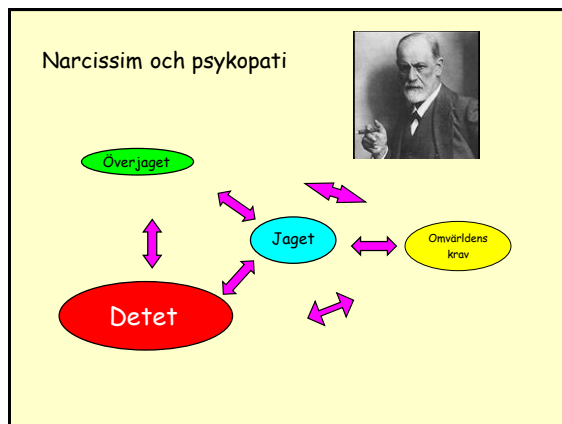 Narcissim och psykopati
Överjaget
Jaget
Omvärldens
krav
Detet